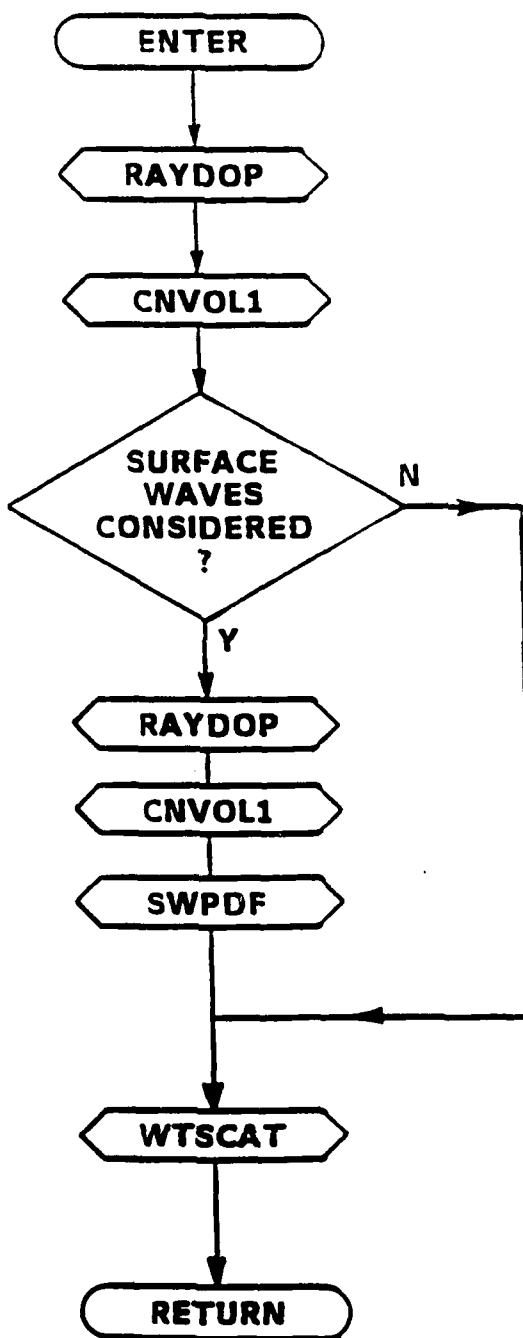 ENTER
RAYDOP
CNVOL1
SURFACE
WAVES
CONSIDERED
?
N
Y
RAYDOP
CNVOL1
SWPDF
WTSCAT
RETURN